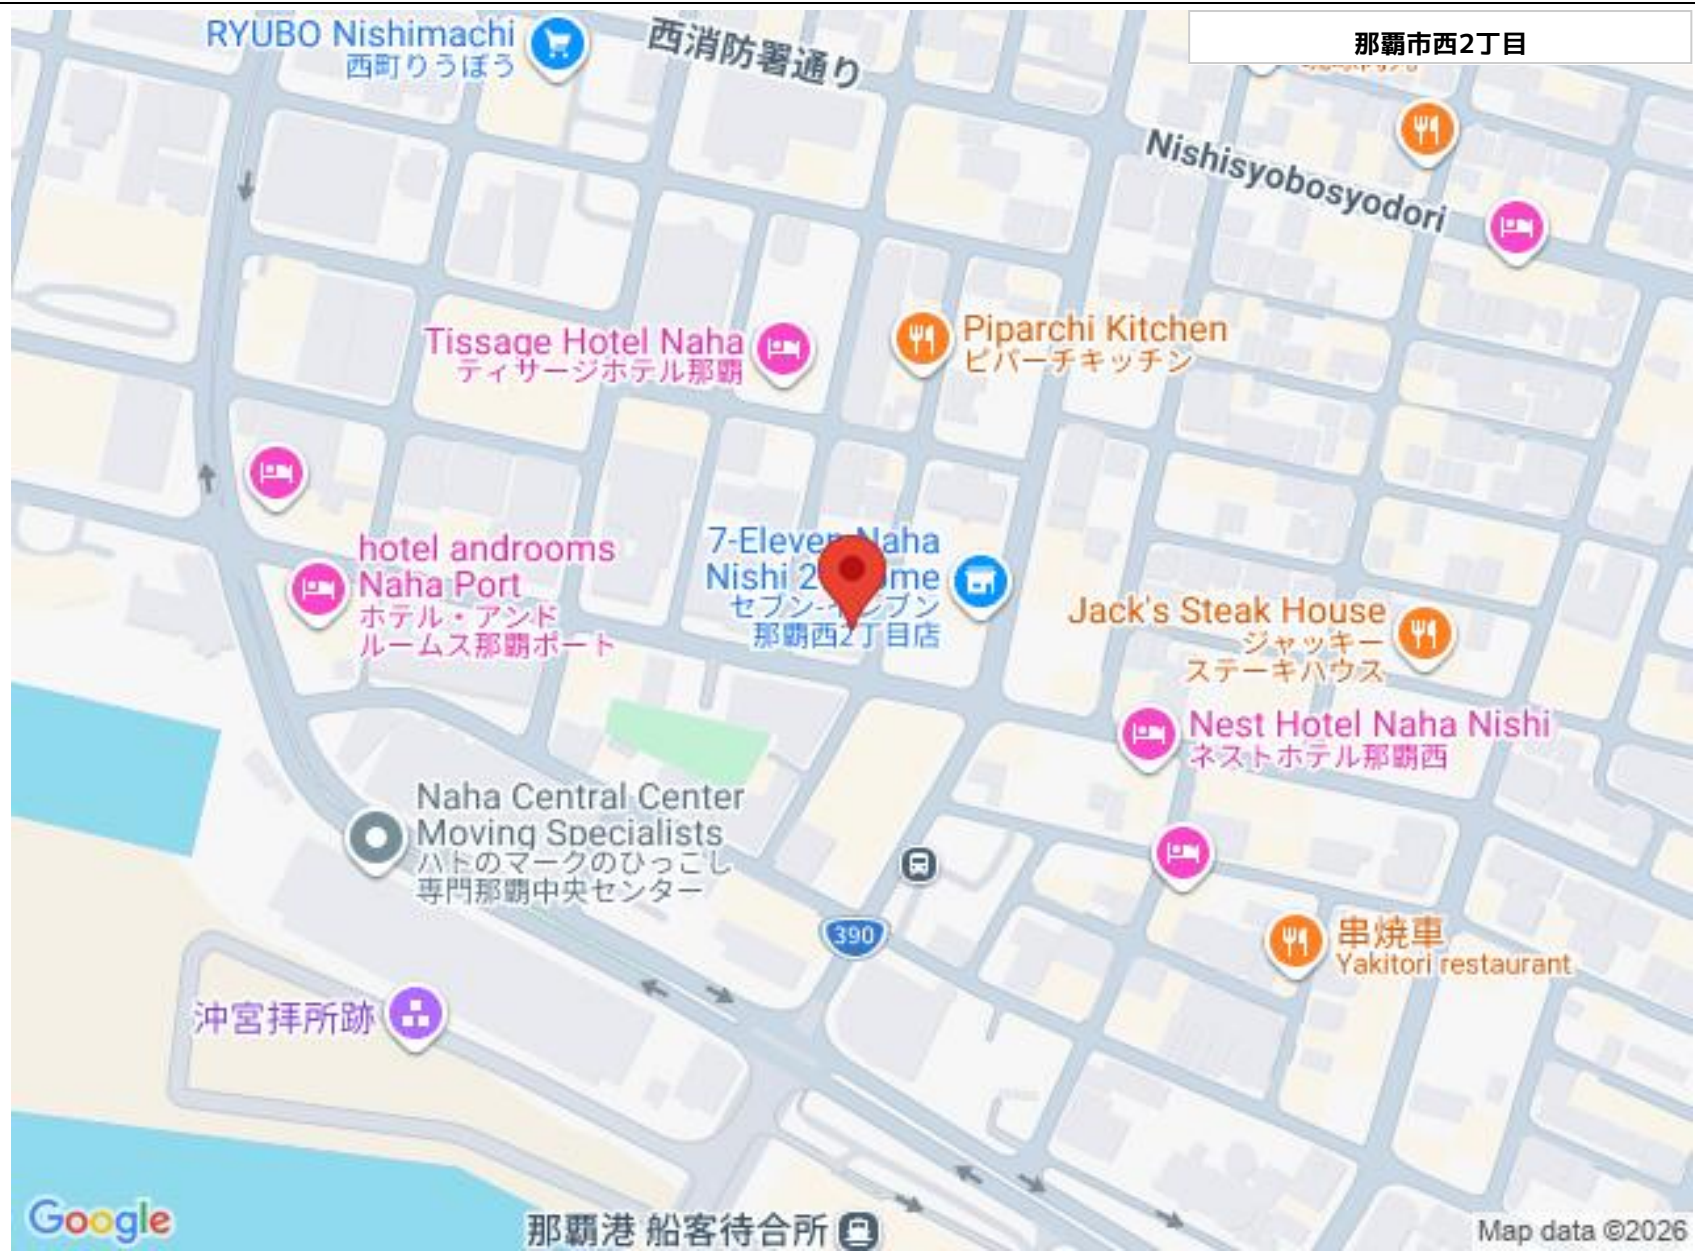 那覇市西2丁目
RYUBO Nishimachi
西町りうぼう
西消防署通り
Nishisyobosyodori
Tissage Hotel Naha
ティサージホテル那覇
Piparchi Kitchen
ピパーチキッチン
hotel androoms
Naha Port
ホテル・アンド
ルームス那覇ポート
7-Eleven Naha
Nishi 2
me
セブン-イレブン
那覇西2丁目店
Jack's Steak House
ジャッキー
ステーキハウス
Nest Hotel Naha Nishi
ネストホテル那覇西
Naha Central Center
Moving Specialists
ハトのマークのひっこし
専門那覇中央センター
390
串焼車
Yakitori restaurant
沖宮拝所跡
那覇港 船客待合所
Google
Map data ©2026